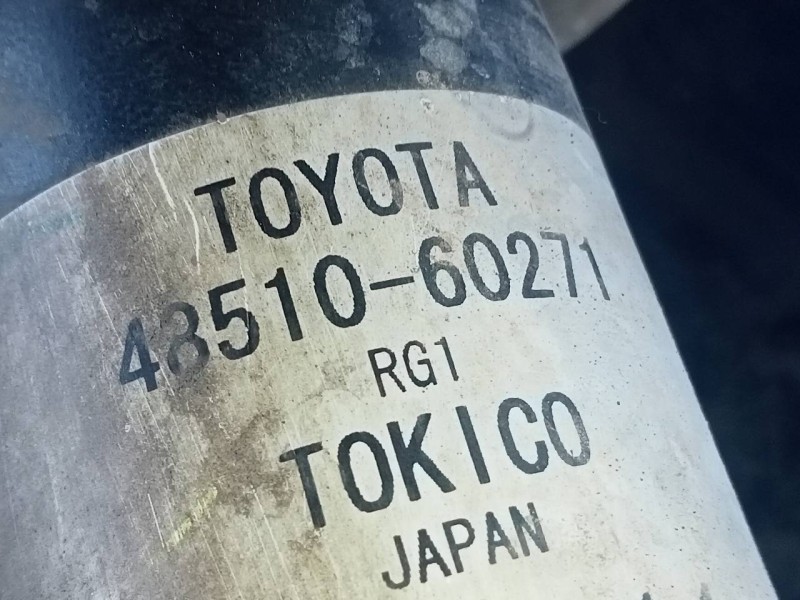 TOYOTA
48510-60271
RG1
TOKICO
JAPAN